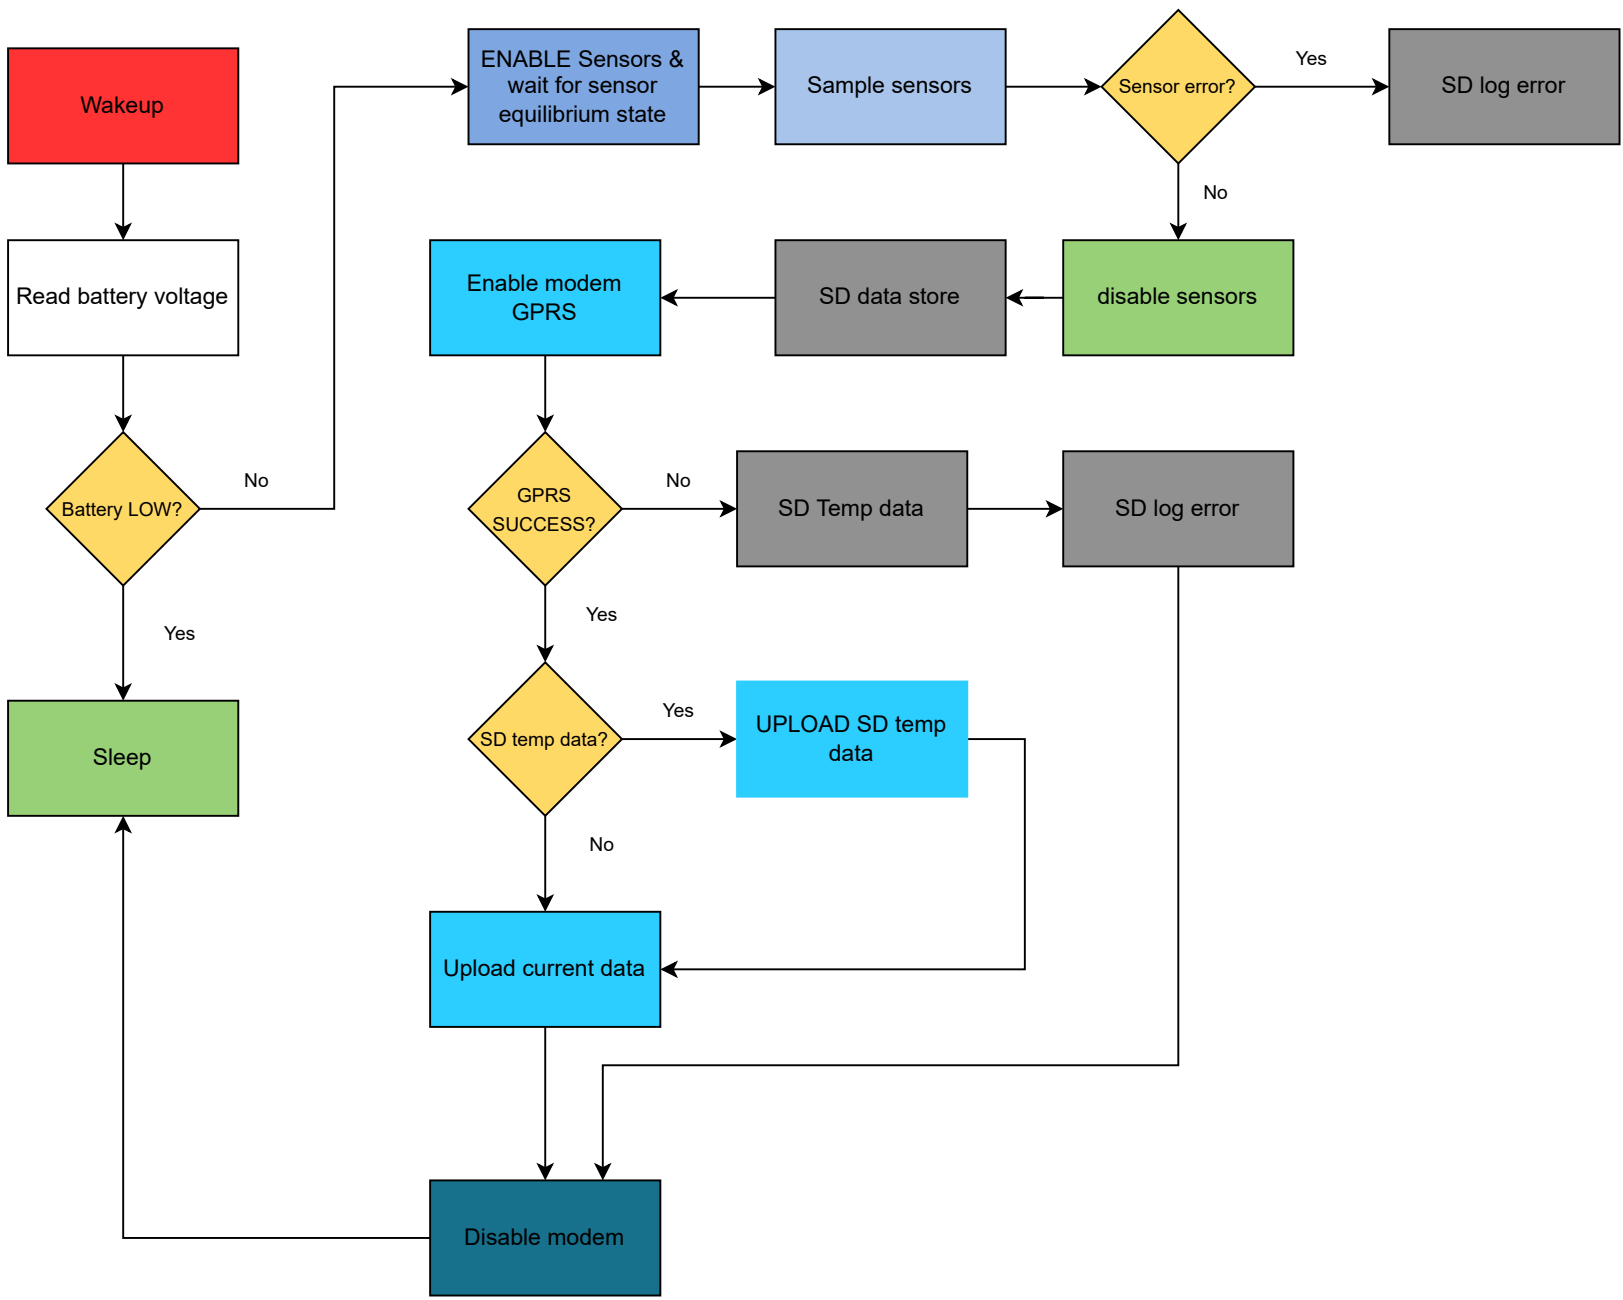 Wakeup
ENABLE Sensors &
wait for sensor
equilibrium state
Sample sensors
Sensor error?
Yes
SD log error
No
Read battery voltage
Enable modem
GPRS
SD data store
disable sensors
Battery LOW?
No
Yes
GPRS
SUCCESS?
No
SD Temp data
SD log error
Yes
Sleep
SD temp data?
Yes
UPLOAD SD temp
data
No
Upload current data
Disable modem